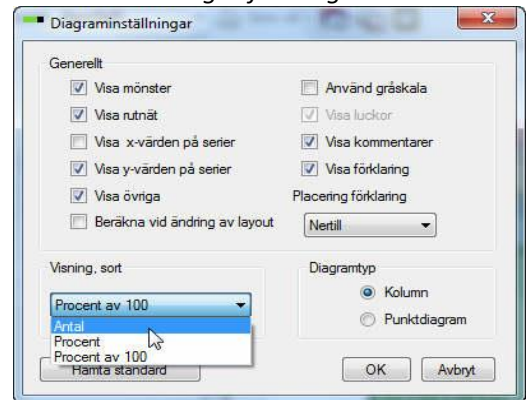 Diagraminställningar
Generellt
Visa mönster
Använd gråskala
Visa rutnät
Visa luckor
Visa x-värden på serier
Visa kommentarer
Visa y-värden på serier
Visa förklaring
Visa övriga
Placering förklaring
Beräkna vid ändring av layout
Nertill
Visning, sort
Diagramtyp
Procent av 100
Kolumn
Antal
Punktdiagram
Procent
Procent av 100
Hämta standard
OK
Avbryt